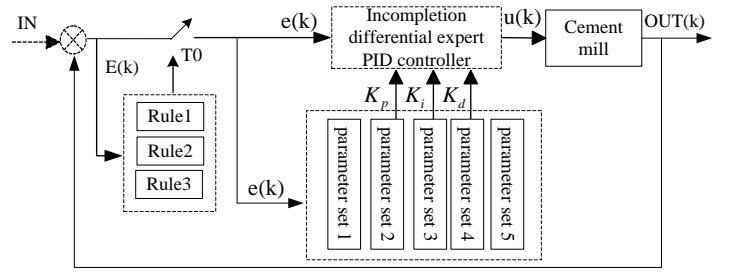 IN
E(k)
T0
Rule1
Rule2
Rule3
e(k)
e(k)
Incompletion
differential expert
PID controller
u(k)
Cement
mill
OUT(k)
K_p K_i K_d
parameter set 1
parameter set 2
parameter set 3
parameter set 4
parameter set 5